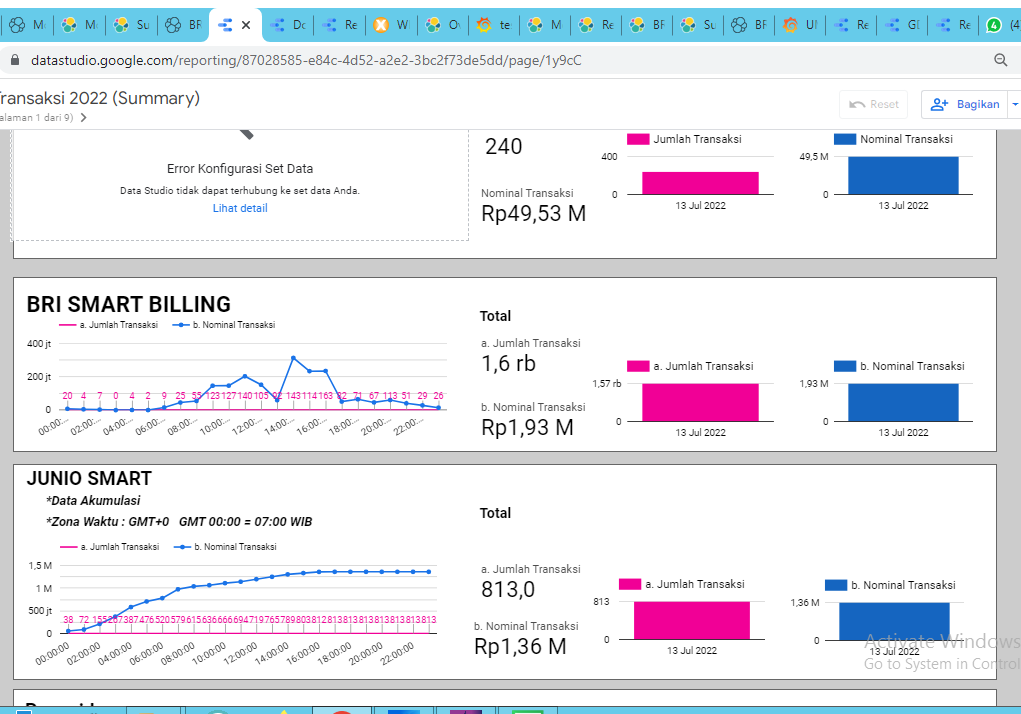 M
M
Su
BF
Dc
Re
W
O
te
M
Re
BF
Su
BF
UI
Re
GI
Re
4
(4
datastudio.google.com/reporting/87028585-e84c-4d52-a2e2-3bc2f73de5dd/page/1y9cC
ransaksi 2022 (Summary)
alaman 1 dari 9)
Reset
Bagikan
Error Konfigurasi Set Data
Data Studio tidak dapat terhubung ke set data Anda.
Lihat detail
240
Nominal Transaksi
Rp49,53 M
Jumlah Transaksi
400
0
13 Jul 2022
Nominal Transaksi
49,5 M
0
13 Jul 2022
BRI SMART BILLING
a. Jumlah Transaksi b. Nominal Transaksi
400 jt
200 jt
0
20 4 7 0 4 2 9 25 55 123 127 140 105 92 143 114 163 82 71 67 113 51 29 26
00:00:... 02:00:... 04:00:... 06:00:... 08:00:... 10:00:... 12:00:... 14:00:... 16:00:... 18:00:... 20:00:... 22:00:...
Total
a. Jumlah Transaksi
1,6 rb
b. Nominal Transaksi
Rp1,93 M
a. Jumlah Transaksi
1,57 rb
0
13 Jul 2022
b. Nominal Transaksi
1,93 M
0
13 Jul 2022
JUNIO SMART
*Data Akumulasi
*Zona Waktu : GMT+0 GMT 00:00 = 07:00 WIB
a. Jumlah Transaksi b. Nominal Transaksi
1,5 M
1 M
500 jt
0
38 72 155 257 387 476 520 579 615 636 666 694 719 765 789 803 812 813 813 813 813 813 813 813
00:00:00 02:00:00 04:00:00 06:00:00 08:00:00 10:00:00 12:00:00 14:00:00 16:00:00 18:00:00 20:00:00 22:00:00
Total
a. Jumlah Transaksi
813,0
b. Nominal Transaksi
Rp1,36 M
a. Jumlah Transaksi
813
0
13 Jul 2022
b. Nominal Transaksi
1,36 M
0
13 Jul 2022
Activate Windows
Go to System in Control